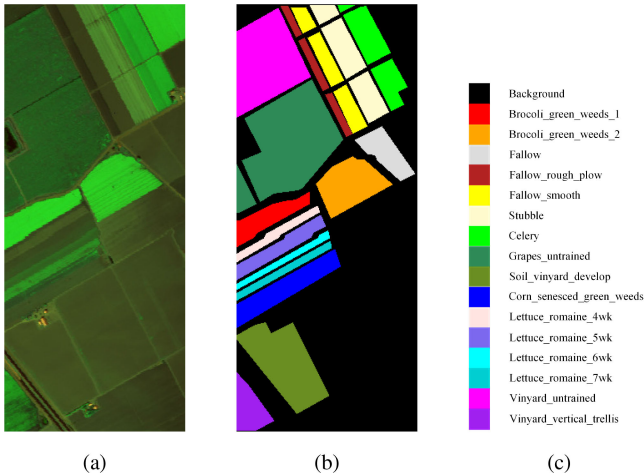 Background
Brocoli_green_weeds_1
Brocoli_green_weeds_2
Fallow
Fallow_rough_plow
Fallow_smooth
Stubble
Celery
Grapes_untrained
Soil_vinyard_develop
Corn_senesced_green_weeds
Lettuce_romaine_4wk
Lettuce_romaine_5wk
Lettuce_romaine_6wk
Lettuce_romaine_7wk
Vinyard_untrained
Vinyard_vertical_trellis
(a) (b) (c)